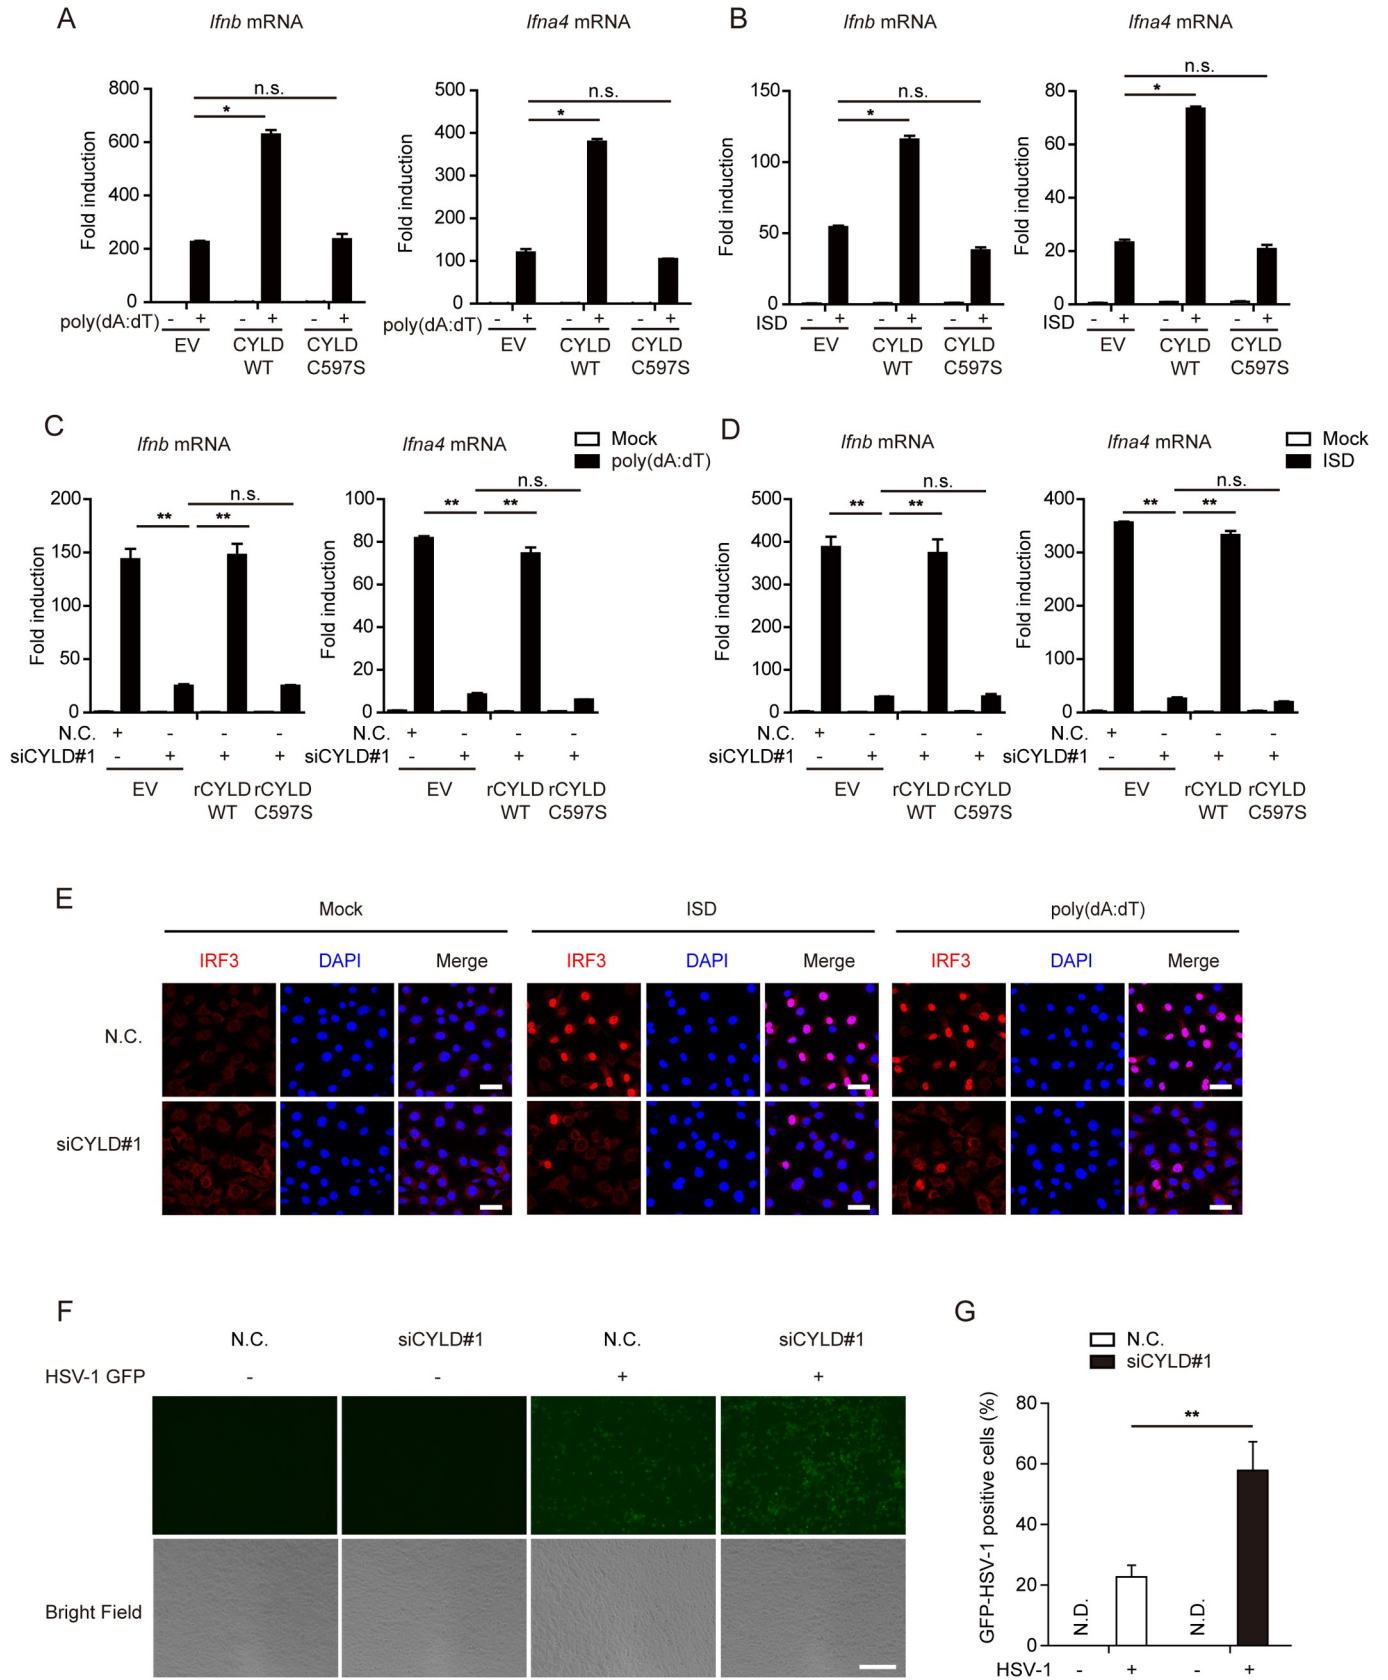 A
Ifnb mRNA
Ifna4 mRNA
B
Ifnb mRNA
Ifna4 mRNA
Fold induction
800
600
400
200
0
n.s.
*
poly(dA:dT)
- + - + - +
EV
CYLD
WT
CYLD
C597S
Fold induction
500
400
300
200
100
0
n.s.
*
poly(dA:dT)
- + - + - +
EV
CYLD
WT
CYLD
C597S
Fold induction
150
100
50
0
n.s.
*
ISD
- + - + - +
EV
CYLD
WT
CYLD
C597S
Fold induction
80
60
40
20
0
n.s.
*
ISD
- + - + - +
EV
CYLD
WT
CYLD
C597S
C
Ifnb mRNA
Ifna4 mRNA
Mock
poly(dA:dT)
D
Ifnb mRNA
Ifna4 mRNA
Mock
ISD
Fold induction
200
150
100
50
0
n.s.
** **
N.C. + - - -
siCYLD#1 - + + +
EV
rCYLD
WT
rCYLD
C597S
Fold induction
100
80
60
40
20
0
n.s.
** **
N.C. + - - -
siCYLD#1 - + + +
EV
rCYLD
WT
rCYLD
C597S
Fold induction
500
400
300
200
100
0
n.s.
** **
N.C. + - - -
siCYLD#1 - + + +
EV
rCYLD
WT
rCYLD
C597S
Fold induction
400
300
200
100
0
n.s.
** **
N.C. + - - -
siCYLD#1 - + + +
EV
rCYLD
WT
rCYLD
C597S
E
Mock ISD poly(dA:dT)
IRF3 DAPI Merge IRF3 DAPI Merge IRF3 DAPI Merge
N.C.
siCYLD#1
F
N.C. siCYLD#1 N.C. siCYLD#1
HSV-1 GFP - - + +
Bright Field
G
N.C.
siCYLD#1
GFP-HSV-1 positive cells (%)
80
60
40
20
0
**
N.D.
N.D.
HSV-1 - + - +